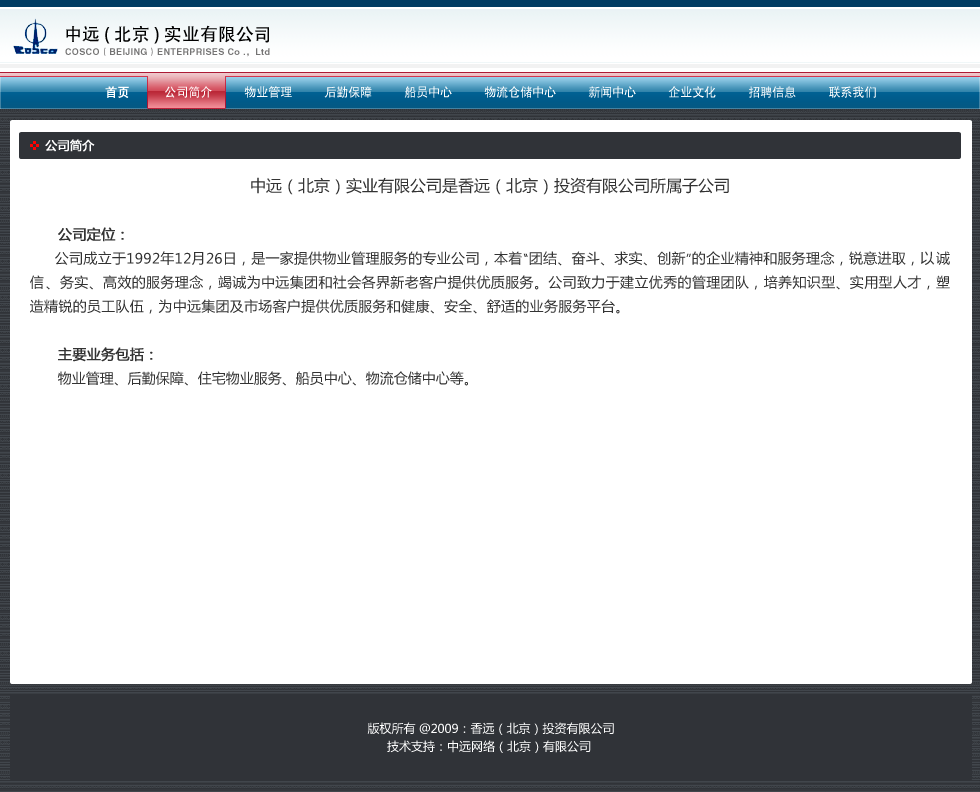 中远（北京）实业有限公司
COSCO（BEIJING）ENTERPRISES Co.，Ltd
COSCO
首页 公司简介 物业管理 后勤保障 船员中心 物流仓储中心 新闻中心 企业文化 招聘信息 联系我们
公司简介
中远（北京）实业有限公司是香远（北京）投资有限公司所属子公司
公司定位：
公司成立于1992年12月26日，是一家提供物业管理服务的专业公司，本着“团结、奋斗、求实、创新”的企业精神和服务理念，锐意进取，以诚
信、务实、高效的服务理念，竭诚为中远集团和社会各界新老客户提供优质服务。公司致力于建立优秀的管理团队，培养知识型、实用型人才，塑
造精锐的员工队伍，为中远集团及市场客户提供优质服务和健康、安全、舒适的业务服务平台。
主要业务包括：
物业管理、后勤保障、住宅物业服务、船员中心、物流仓储中心等。
版权所有 @2009：香远（北京）投资有限公司
技术支持：中远网络（北京）有限公司